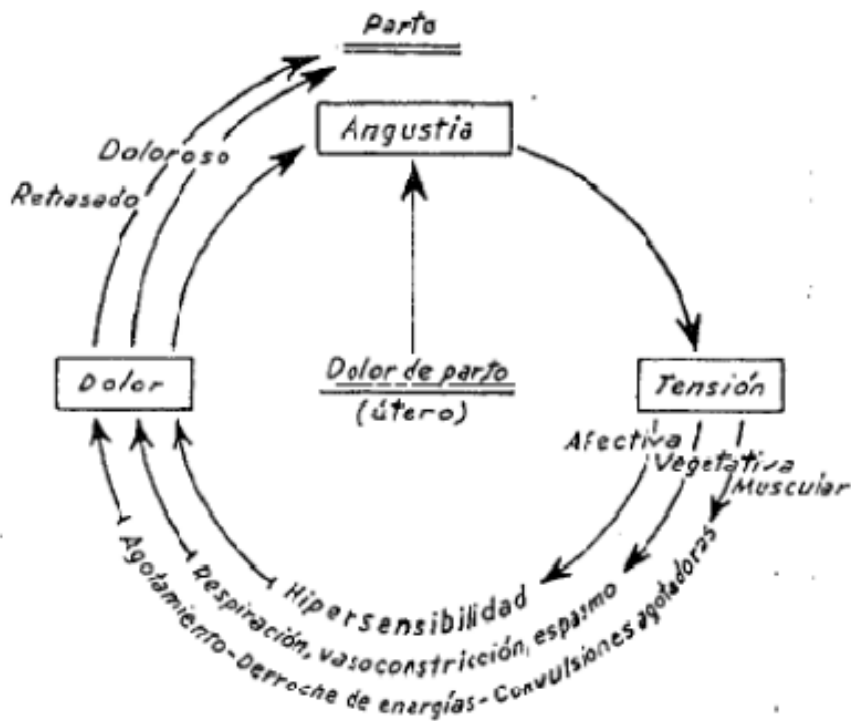 Parto
Angustia
Doloroso
Retrasado
Dolor
Dolor de parto
(útero)
Tensión
Afectiva
Vegetativa
Muscular
Hipersensibilidad
Respiración, vasoconstricción, espasmo
Agotamiento-Derroche de energías-Convulsiones agotadoras